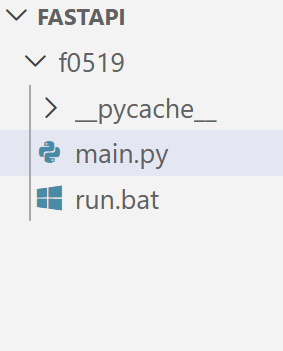 FASTAPI
f0519
__pycache__
main.py
run.bat